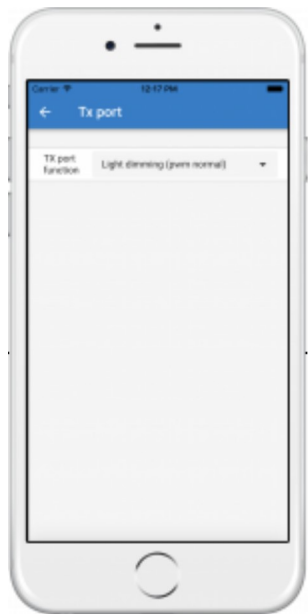 Carrier 12:17 PM
Tx port
TX port
function
Light dimming (pwm normal)